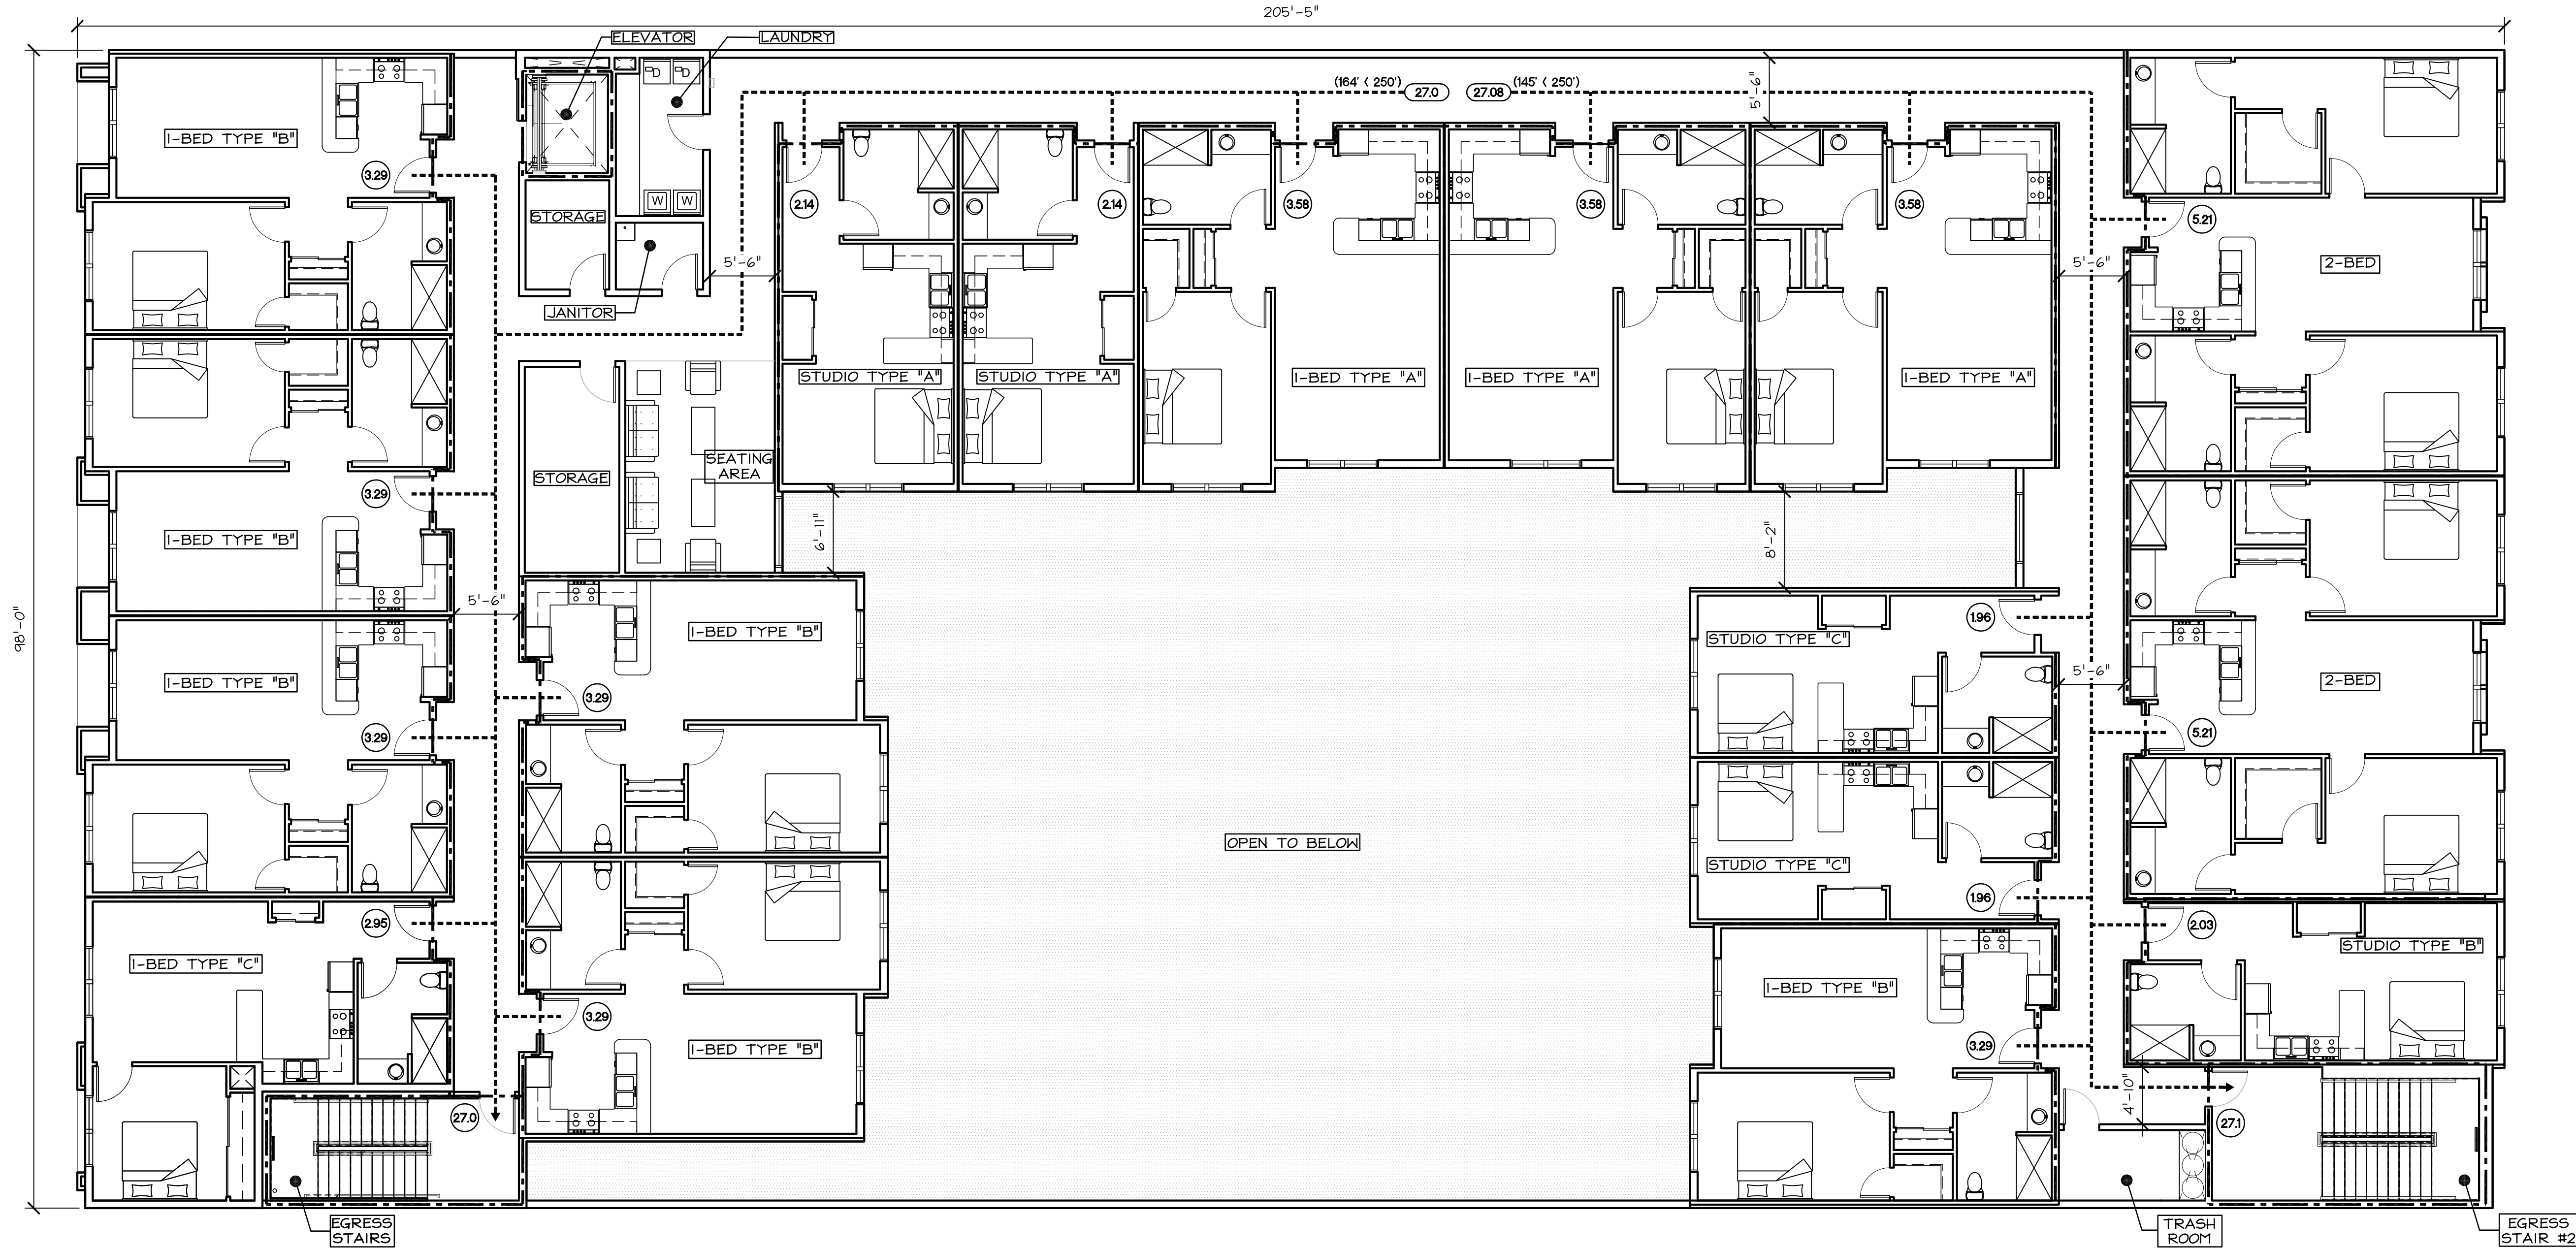 205'-5"
ELEVATOR
LAUNDRY
(164' < 250')
27.0
27.08
(145' < 250')
5'-6"
D
D
1-BED TYPE "B"
3.29
2.14
2.14
3.58
3.58
3.58
W
W
STORAGE
5.21
5'-6"
5'-6"
2-BED
JANITOR
STUDIO TYPE "A"
STUDIO TYPE "A"
1-BED TYPE "A"
1-BED TYPE "A"
1-BED TYPE "A"
SEATING
AREA
STORAGE
3.29
1-BED TYPE "B"
6'-11"
8'-2"
5'-6"
98'-0"
1-BED TYPE "B"
1.96
STUDIO TYPE "C"
5'-6"
1-BED TYPE "B"
2-BED
3.29
3.29
5.21
OPEN TO BELOW
STUDIO TYPE "C"
1.96
2.95
2.03
STUDIO TYPE "B"
1-BED TYPE "C"
1-BED TYPE "B"
3.29
1-BED TYPE "B"
3.29
4'-10"
27.0
27.1
EGRESS
STAIRS
TRASH
ROOM
EGRESS
STAIR #2